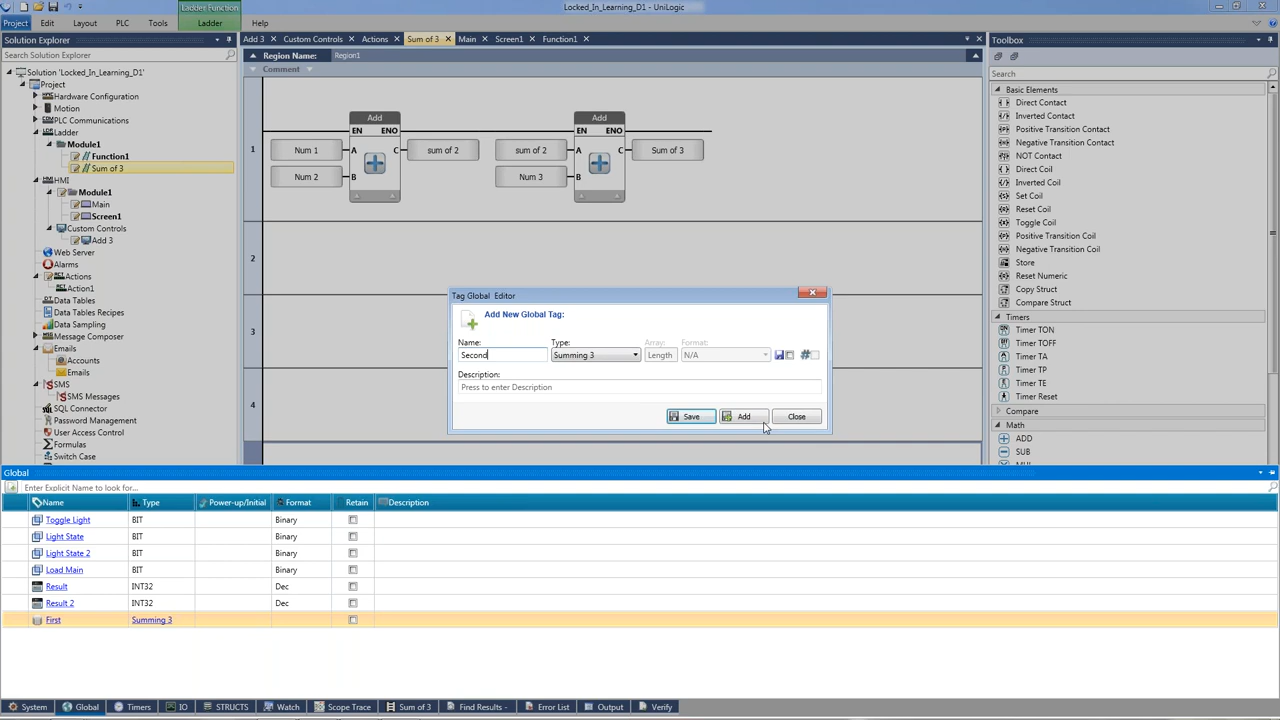 Ladder Function
Locked_In_Learning_D1* - UniLogic
Project Edit Layout PLC Tools Ladder Help
Solution Explorer
Search Solution Explorer
Solution 'Locked_In_Learning_D1'
Project
Hardware Configuration
Motion
PLC Communications
Ladder
Module1
Function1
Sum of 3
HMI
Module1
Main
Screen1
Custom Controls
Add 3
Web Server
Alarms
Actions
Action1
Data Tables
Data Tables Recipes
Data Sampling
Message Composer
Emails
Accounts
Emails
SMS
SMS Messages
SQL Connector
Password Management
User Access Control
Formulas
Switch Case
Add 3 Custom Controls Actions Sum of 3 Main Screen1 Function1
Region Name: Region1
Comment
Add Add
EN ENO EN ENO
1 Num 1 A C sum of 2 sum of 2 A C Sum of 3
Num 2 B Num 3 B
2
3
4
Tag Global Editor
Add New Global Tag:
Name: Type: Array: Format:
Second Summing 3 Length N/A
Description:
Press to enter Description
Save Add Close
Toolbox
Search
Basic Elements
Direct Contact
Inverted Contact
Positive Transition Contact
Negative Transition Contact
NOT Contact
Direct Coil
Inverted Coil
Set Coil
Reset Coil
Toggle Coil
Positive Transition Coil
Negative Transition Coil
Store
Reset Numeric
Copy Struct
Compare Struct
Timers
Timer TON
Timer TOFF
Timer TA
Timer TP
Timer TE
Timer Reset
Compare
Math
ADD
SUB
Global
Enter Explicit Name to look for...
Name Type Power-up/Initial Format Retain Description
Toggle Light BIT Binary
Light State BIT Binary
Light State 2 BIT Binary
Load Main BIT Binary
Result INT32 Dec
Result 2 INT32 Dec
First Summing 3
System Global Timers IO STRUCTS Watch Scope Trace Sum of 3 Find Results - Error List Output Verify